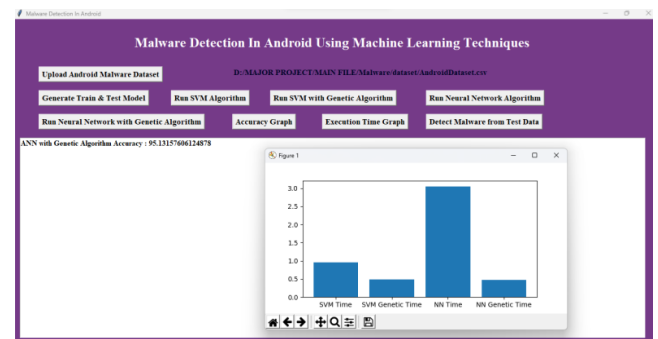 Malware Detection In Android
Malware Detection In Android Using Machine Learning Techniques
Upload Android Malware Dataset D:/MAJOR PROJECT/MAIN FILE/Malware/dataset/AndroidDataset.csv
Generate Train & Test Model Run SVM Algorithm Run SVM with Genetic Algorithm Run Neural Network Algorithm
Run Neural Network with Genetic Algorithm Accuracy Graph Execution Time Graph Detect Malware from Test Data
ANN with Genetic Algorithm Accuracy : 95.13157606124878
Figure 1
3.0
2.5
2.0
1.5
1.0
0.5
0.0
SVM Time SVM Genetic Time NN Time NN Genetic Time